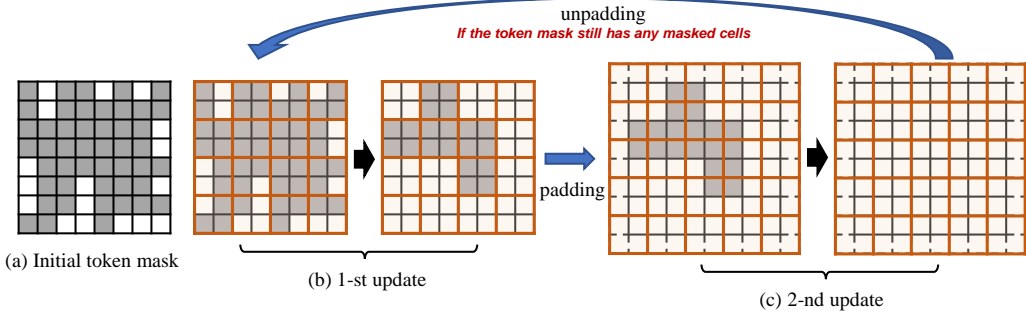 unpadding
If the token mask still has any masked cells
padding
(a) Initial token mask
(b) 1-st update
(c) 2-nd update